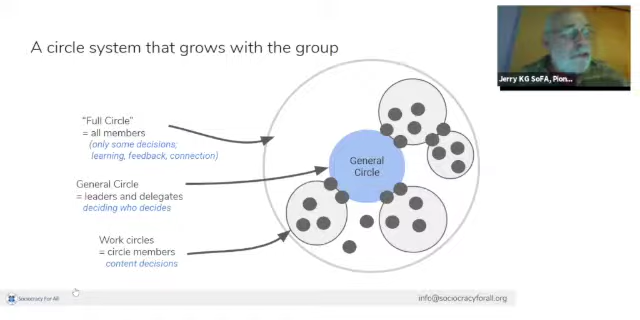 A circle system that grows with the group
Jerry KG SoFA, Pion...
"Full Circle"
= all members
(only some decisions;
learning, feedback, connection)
General Circle
= leaders and delegates
deciding who decides
Work circles
= circle members
content decisions
General
Circle
Sociocracy For All
info@sociocracyforall.org